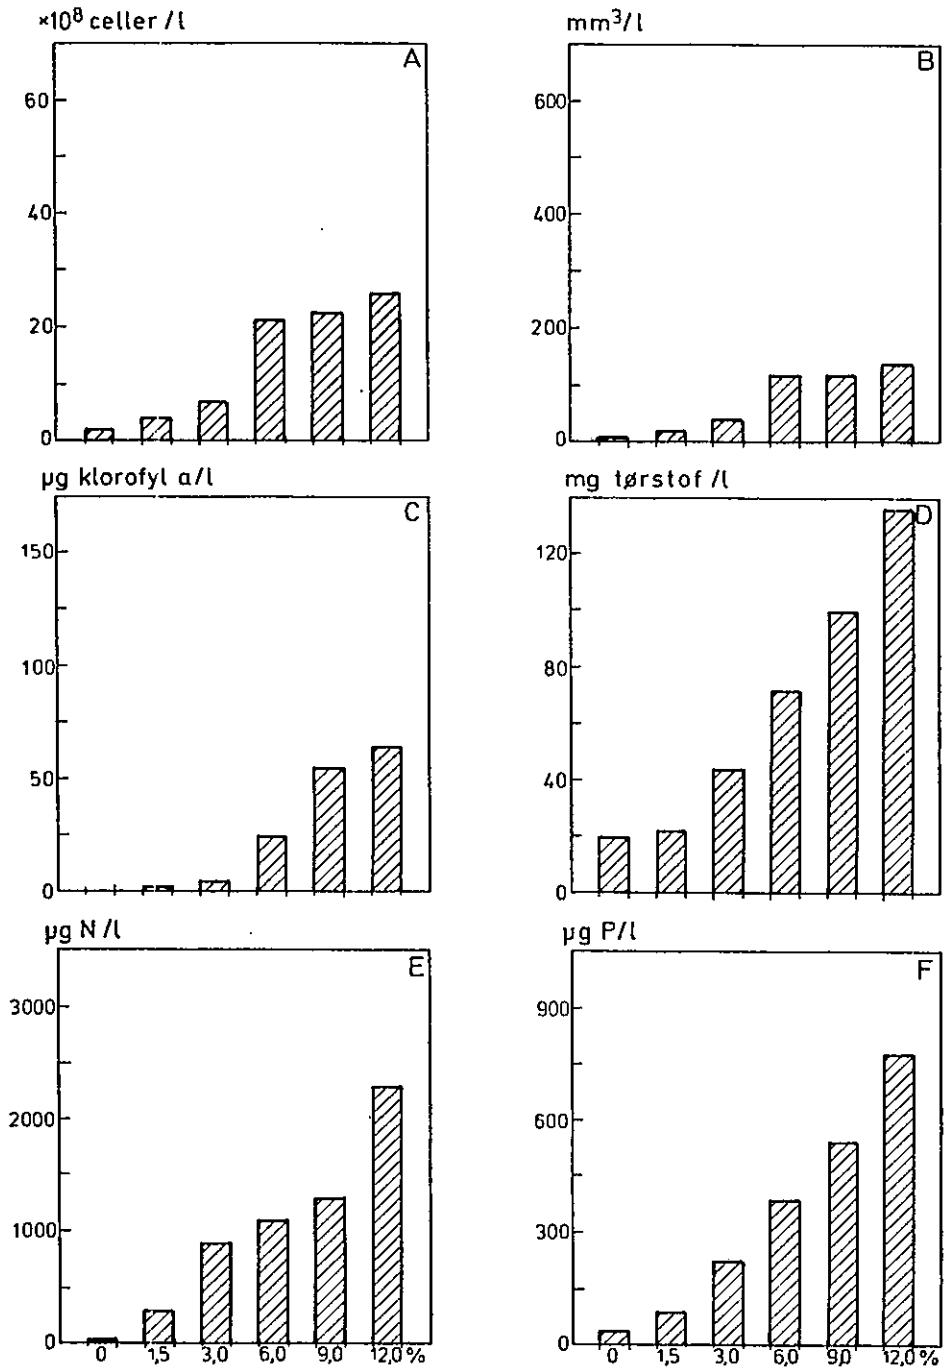 ×10⁸ celler / l
A
60
40
20
0
mm³/l
B
600
400
200
0
µg klorofyl a/l
C
150
100
50
0
mg tørstof /l
D
120
80
40
0
µg N /l
E
3000
2000
1000
0
0 1,5 3,0 6,0 9,0 12,0 %
µg P/l
F
900
600
300
0
0 1,5 3,0 6,0 9,0 12,0 %